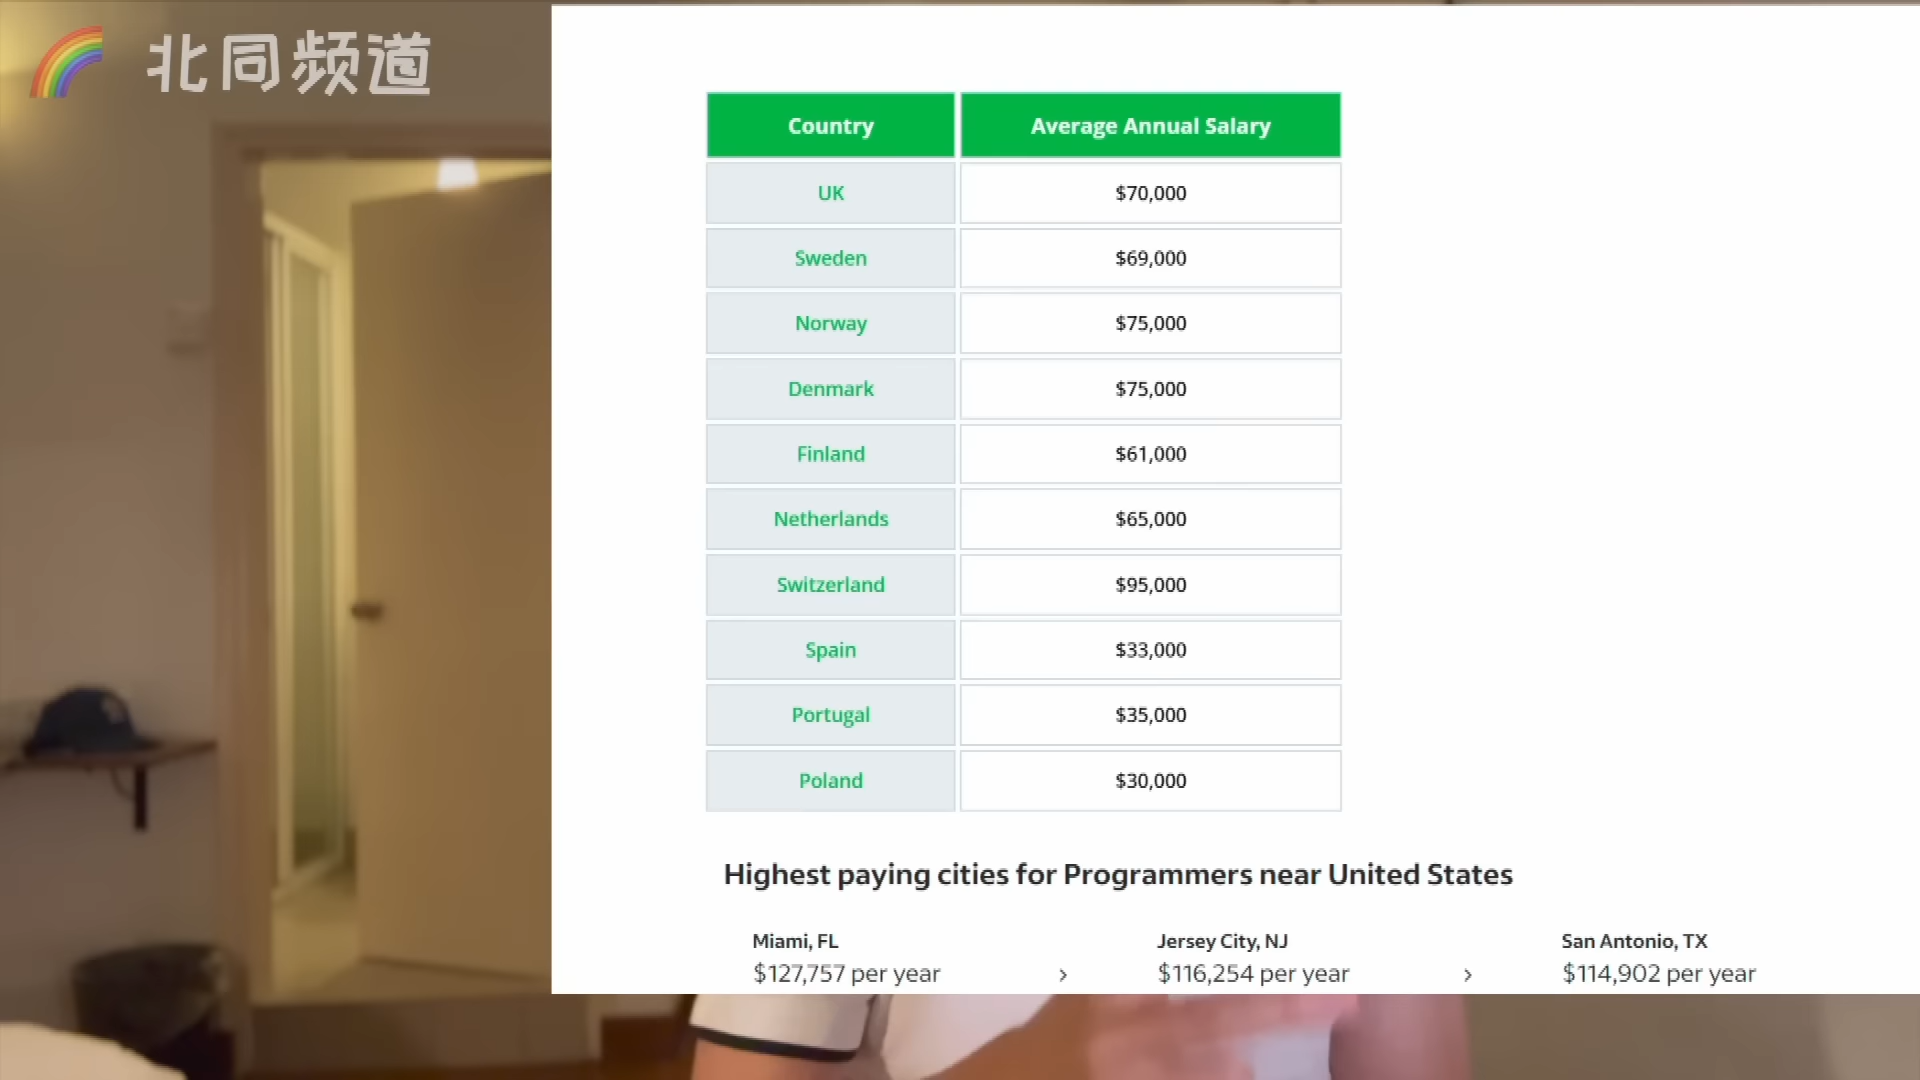 北同频道
Country Average Annual Salary
UK $70,000
Sweden $69,000
Norway $75,000
Denmark $75,000
Finland $61,000
Netherlands $65,000
Switzerland $95,000
Spain $33,000
Portugal $35,000
Poland $30,000
Highest paying cities for Programmers near United States
Miami, FL
$127,757 per year
Jersey City, NJ
$116,254 per year
San Antonio, TX
$114,902 per year